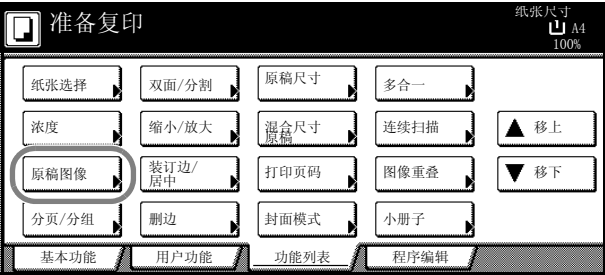 准备复印
纸张尺寸
A4
100%
纸张选择
双面/分割
原稿尺寸
多合一
浓度
缩小/放大
混合尺寸
原稿
连续扫描
移上
原稿图像
装订边/
居中
打印页码
图像重叠
移下
分页/分组
删边
封面模式
小册子
基本功能
用户功能
功能列表
程序编辑